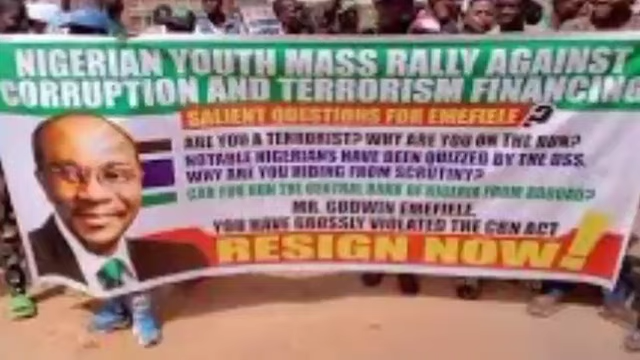 NIGERIAN YOUTH MASS RALLY AGAINST
CORRUPTION AND TERRORISM FINANCING
SALIENT QUESTIONS FOR EMEFIELE ?
ARE YOU A TERRORIST? WHY ARE YOU ON THE RUN?
NOTABLE NIGERIANS HAVE BEEN QUIZED BY THE DSS,
WHY ARE YOU HIDING FROM SCRUTINY?
CAN YOU RUN THE CENTRAL BANK OF NIGERIA FROM ABROAD?
MR. GODWIN EMEFIELE,
YOU HAVE GROSSLY VIOLATED THE CBN ACT
RESIGN NOW!